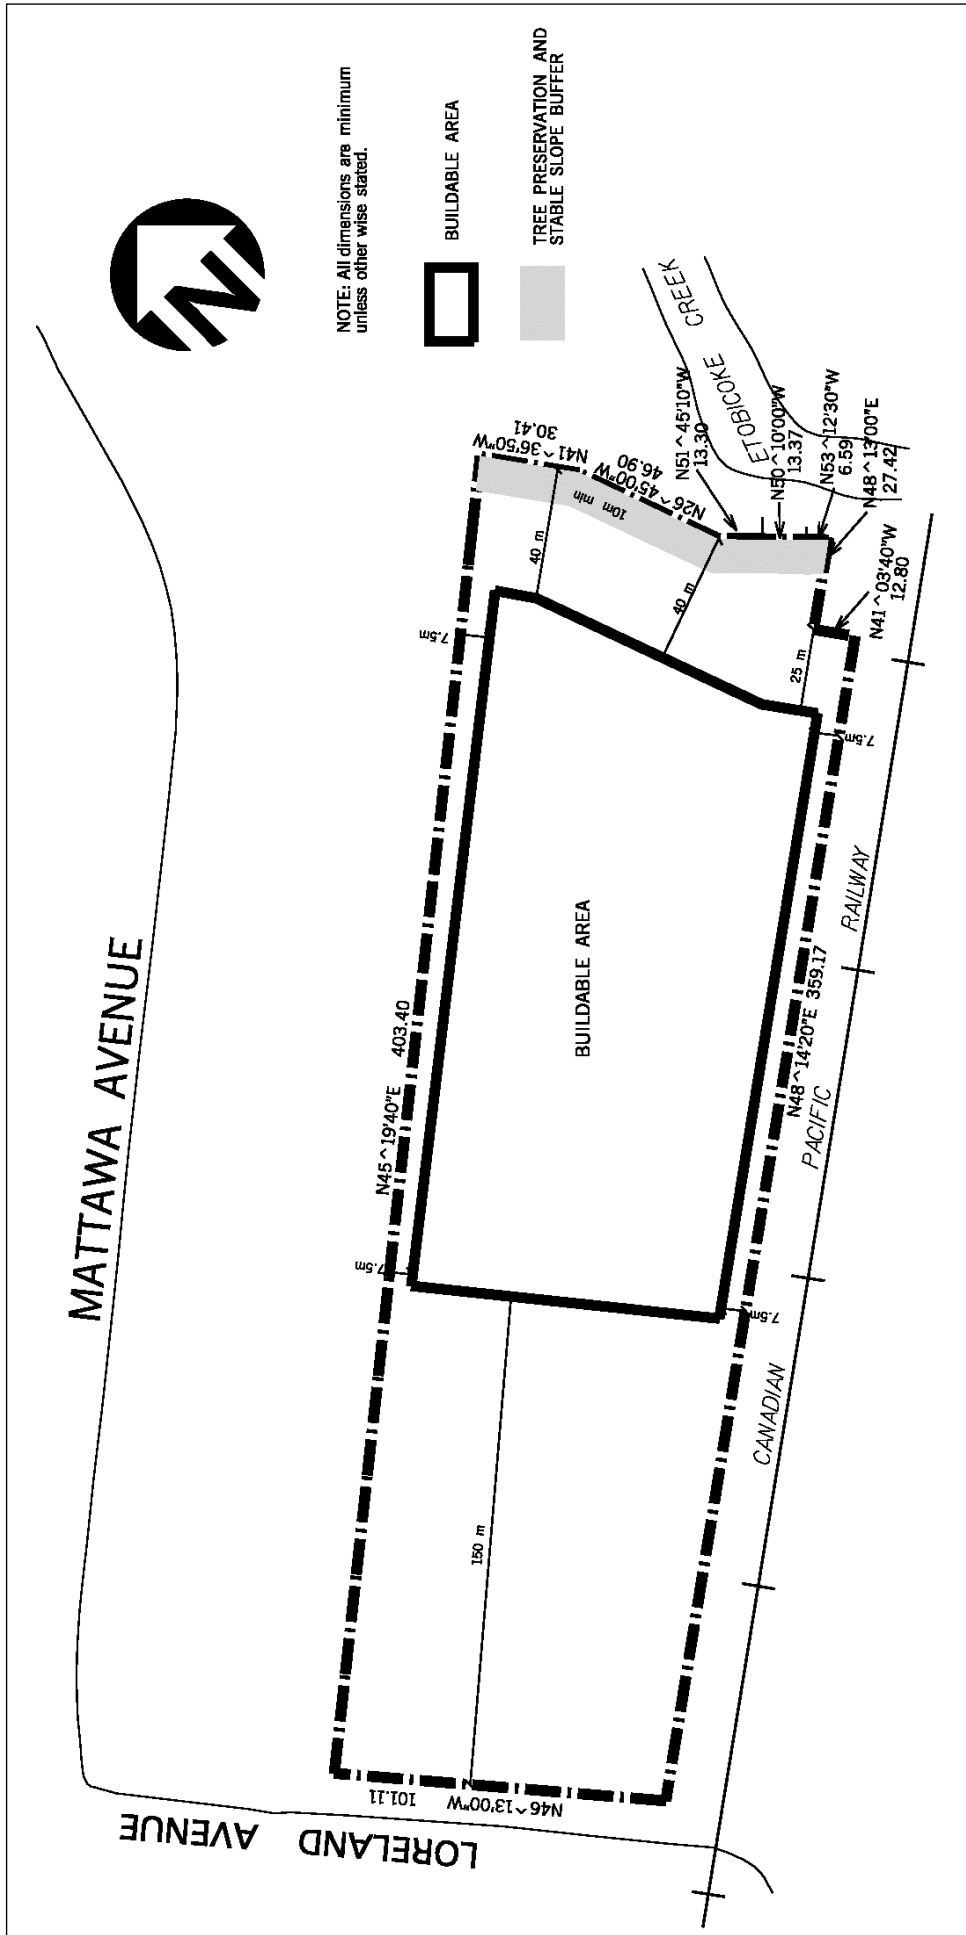 NOTE: All dimensions are minimum
unless other wise stated.
BUILDABLE AREA
TREE PRESERVATION AND
STABLE SLOPE BUFFER
N
MATTAWA AVENUE
LORELAND AVENUE
CANADIAN PACIFIC RAILWAY
ETOBICOKE CREEK
N45^19'40"E 403.40
N41^36'50"W
30.41
N26^45'00"W
46.90
10m min
N51^45'10"W
13.30
N50^10'00"W
13.37
N53^12'30"W
6.59
N48^13'00"E
27.42
N41^03'40"W
12.80
40 m
40 m
25 m
7.5m
7.5m
7.5m
7.5m
BUILDABLE AREA
N48^14'20"E 359.17
150 m
N46^13'00"W 101.11